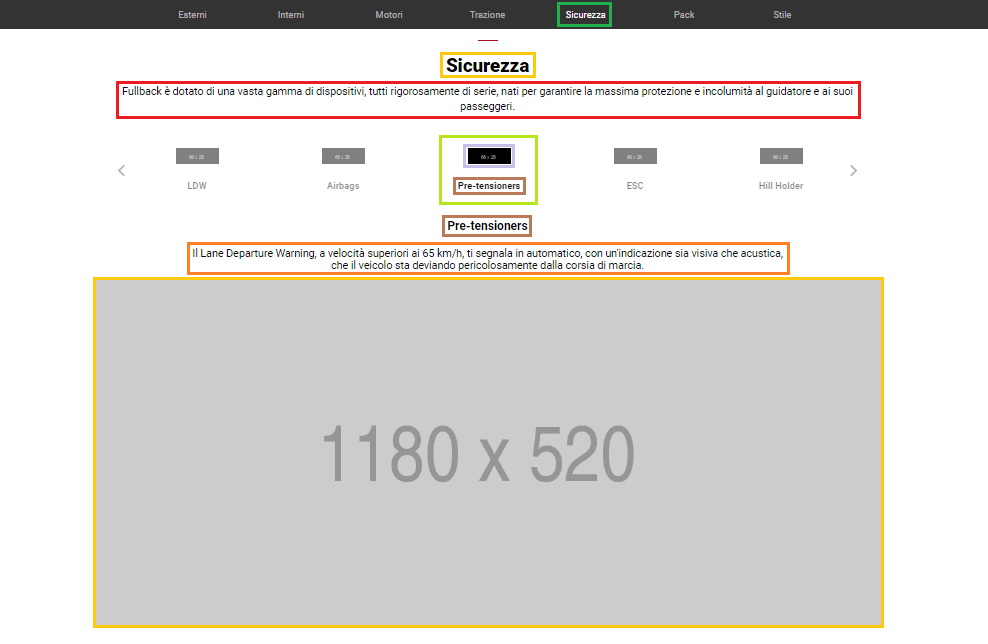 Esterni Interni Motori Trazione Sicurezza Pack Stile
Sicurezza
Fullback è dotato di una vasta gamma di dispositivi, tutti rigorosamente di serie, nati per garantire la massima protezione e incolumità al guidatore e ai suoi
passeggeri.
65 x 25 65 x 25 65 x 25 65 x 25 65 x 25
LDW Airbags Pre-tensioners ESC Hill Holder
Pre-tensioners
Il Lane Departure Warning, a velocità superiori ai 65 km/h, ti segnala in automatico, con un'indicazione sia visiva che acustica,
che il veicolo sta deviando pericolosamente dalla corsia di marcia.
1180 x 520